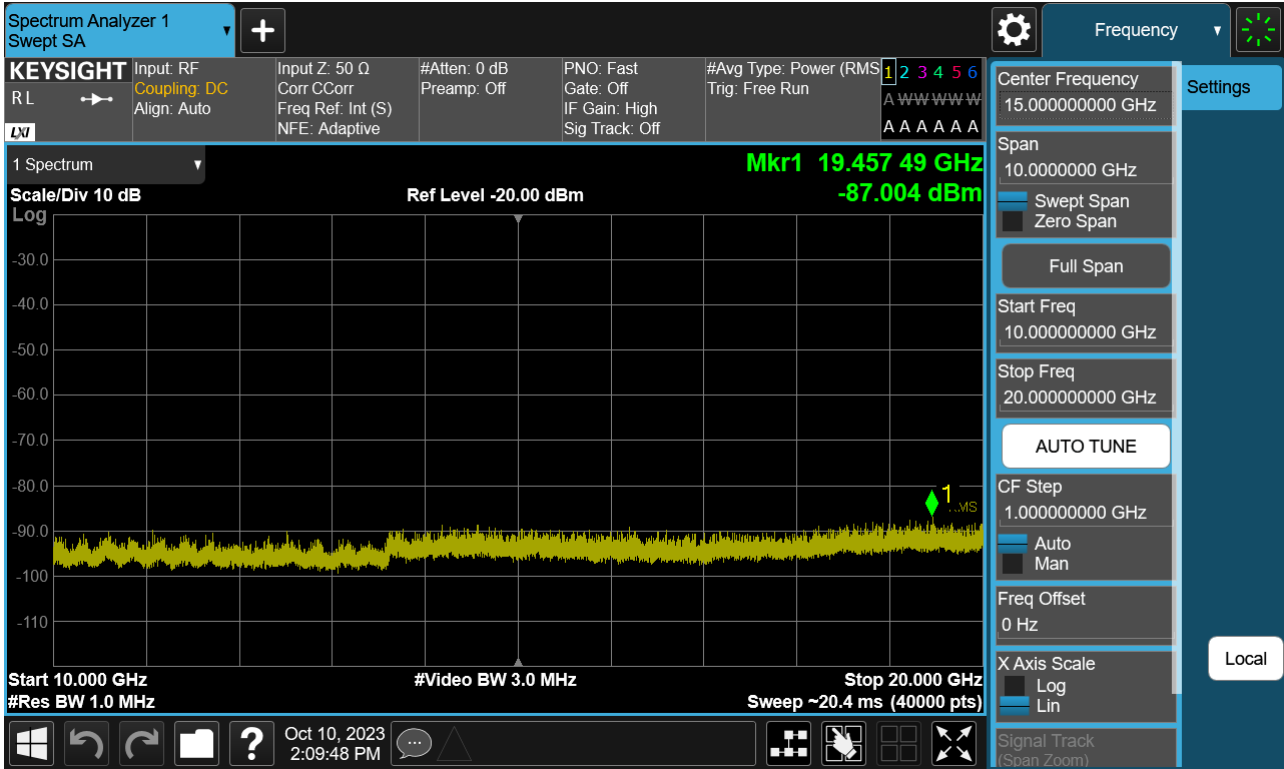 Spectrum Analyzer 1
Swept SA
+
Frequency
KEYSIGHT
R L
LXI
Input: RF
Coupling: DC
Align: Auto
Input Z: 50 Ω
Corr CCorr
Freq Ref: Int (S)
NFE: Adaptive
#Atten: 0 dB
Preamp: Off
PNO: Fast
Gate: Off
IF Gain: High
Sig Track: Off
#Avg Type: Power (RMS
Trig: Free Run
1 2 3 4 5 6
A W W W W W
A A A A A A
1 Spectrum
Mkr1 19.457 49 GHz
Scale/Div 10 dB
Ref Level -20.00 dBm
-87.004 dBm
Log
-30.0
-40.0
-50.0
-60.0
-70.0
-80.0
-90.0
-100
-110
1
Start 10.000 GHz
#Video BW 3.0 MHz
Stop 20.000 GHz
#Res BW 1.0 MHz
Sweep ~20.4 ms (40000 pts)
Center Frequency
15.000000000 GHz
Span
10.0000000 GHz
Swept Span
Zero Span
Full Span
Start Freq
10.000000000 GHz
Stop Freq
20.000000000 GHz
AUTO TUNE
CF Step
1.000000000 GHz
Auto
Man
Freq Offset
0 Hz
X Axis Scale
Log
Lin
Signal Track
(Span Zoom)
Settings
Local
?
Oct 10, 2023
2:09:48 PM